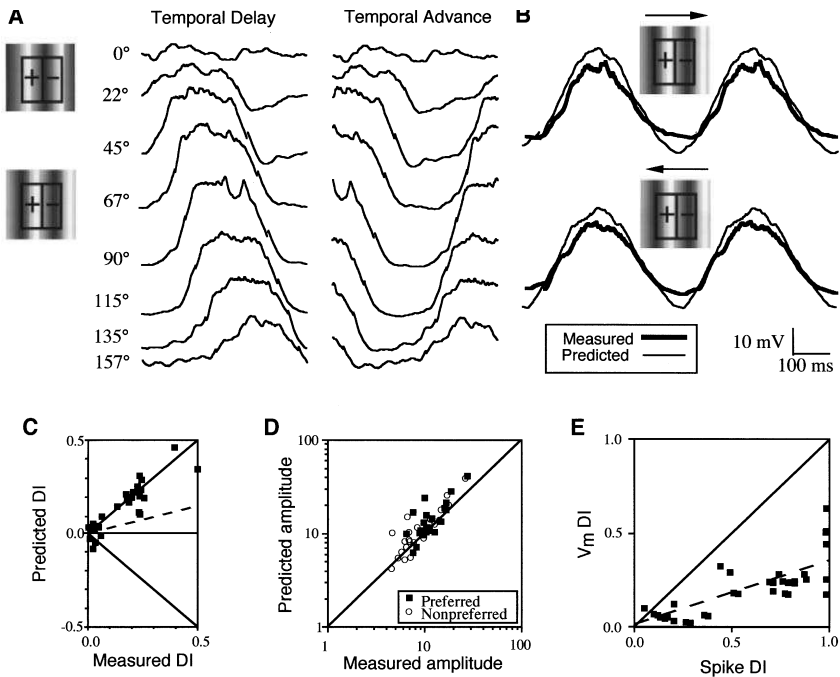 A
Temporal Delay
Temporal Advance
B
+ −
+ −
0°
22°
45°
67°
90°
115°
135°
157°
+ −
+ −
Measured
Predicted
10 mV
100 ms
C
0.5
0.0
-0.5
0.0
0.5
Predicted DI
Measured DI
D
100
10
1
1
10
100
Predicted amplitude
Measured amplitude
Preferred
Nonpreferred
E
1.0
0.5
0.0
0.0
0.5
1.0
Vm DI
Spike DI